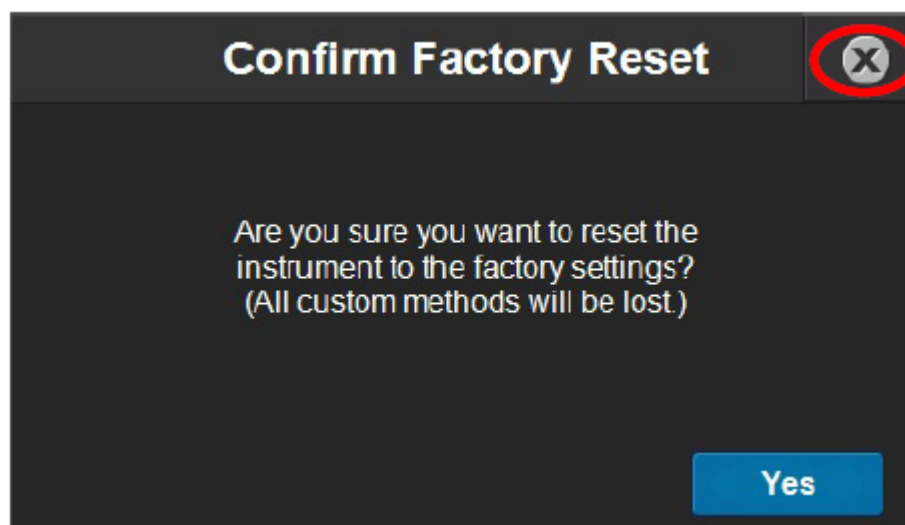 Confirm Factory Reset
X
Are you sure you want to reset the
instrument to the factory settings?
(All custom methods will be lost.)
Yes